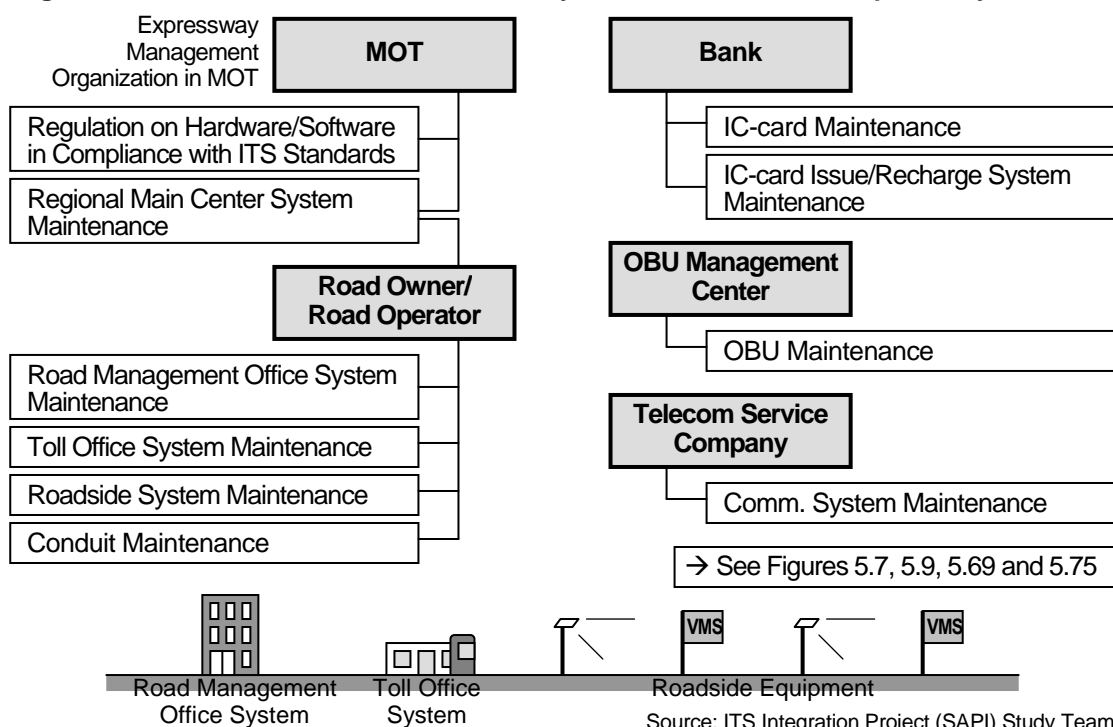 Expressway
Management
Organization in MOT
MOT
Regulation on Hardware/Software
in Compliance with ITS Standards
Regional Main Center System
Maintenance
Road Owner/
Road Operator
Road Management Office System
Maintenance
Toll Office System Maintenance
Roadside System Maintenance
Conduit Maintenance
Bank
IC-card Maintenance
IC-card Issue/Recharge System
Maintenance
OBU Management
Center
OBU Maintenance
Telecom Service
Company
Comm. System Maintenance
→ See Figures 5.7, 5.9, 5.69 and 5.75
VMS
VMS
Road Management
Office System
Toll Office
System
Roadside Equipment
Source: ITS Integration Project (SAPI) Study Team